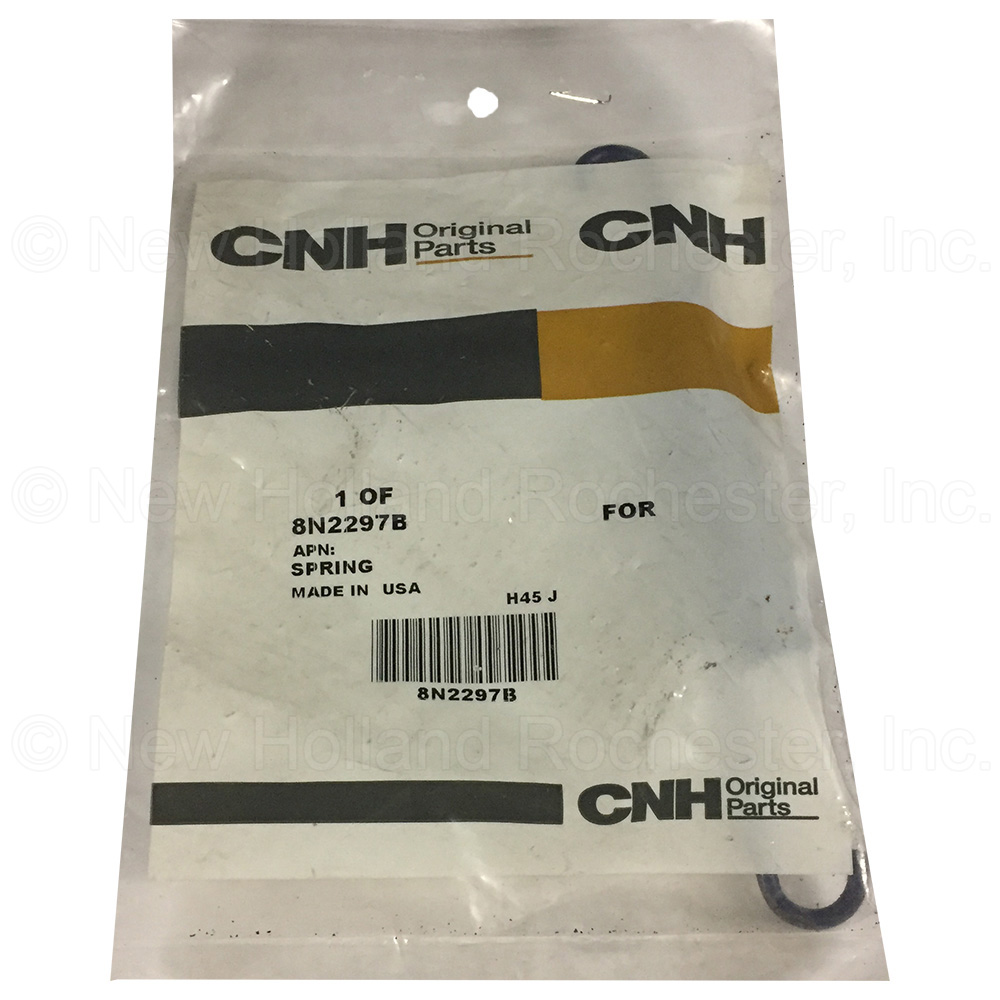 CNH Original Parts
CNH
© New Holland Rochester, Inc.
© New Holland Rochester, Inc.
1 OF
8N2297B
FOR
APN:
SPRING
MADE IN USA
H45 J
8N2297B
© New Holland Rochester, Inc.
CNH Original Parts